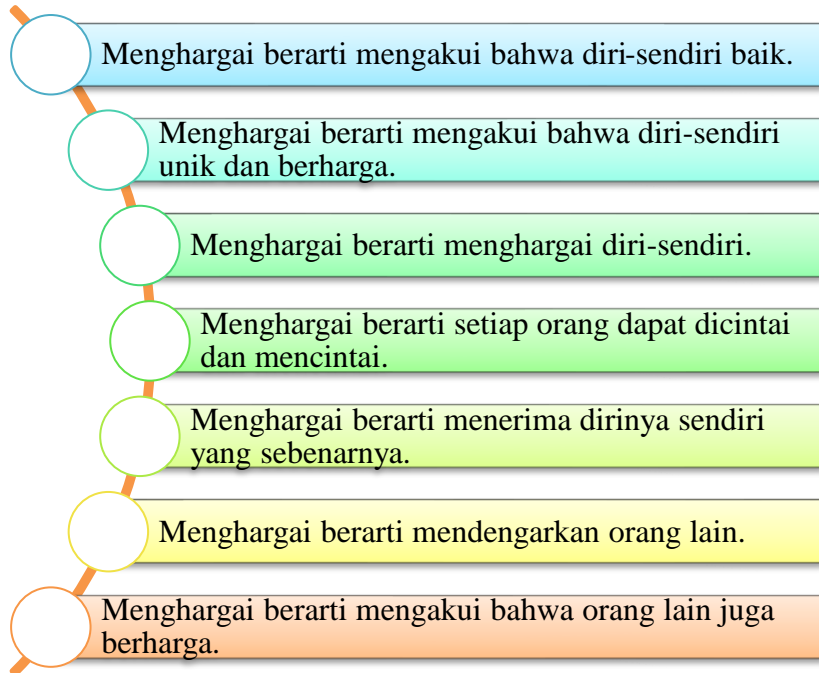 Menghargai berarti mengakui bahwa diri-sendiri baik.
Menghargai berarti mengakui bahwa diri-sendiri
unik dan berharga.
Menghargai berarti menghargai diri-sendiri.
Menghargai berarti setiap orang dapat dicintai
dan mencintai.
Menghargai berarti menerima dirinya sendiri
yang sebenarnya.
Menghargai berarti mendengarkan orang lain.
Menghargai berarti mengakui bahwa orang lain juga
berharga.